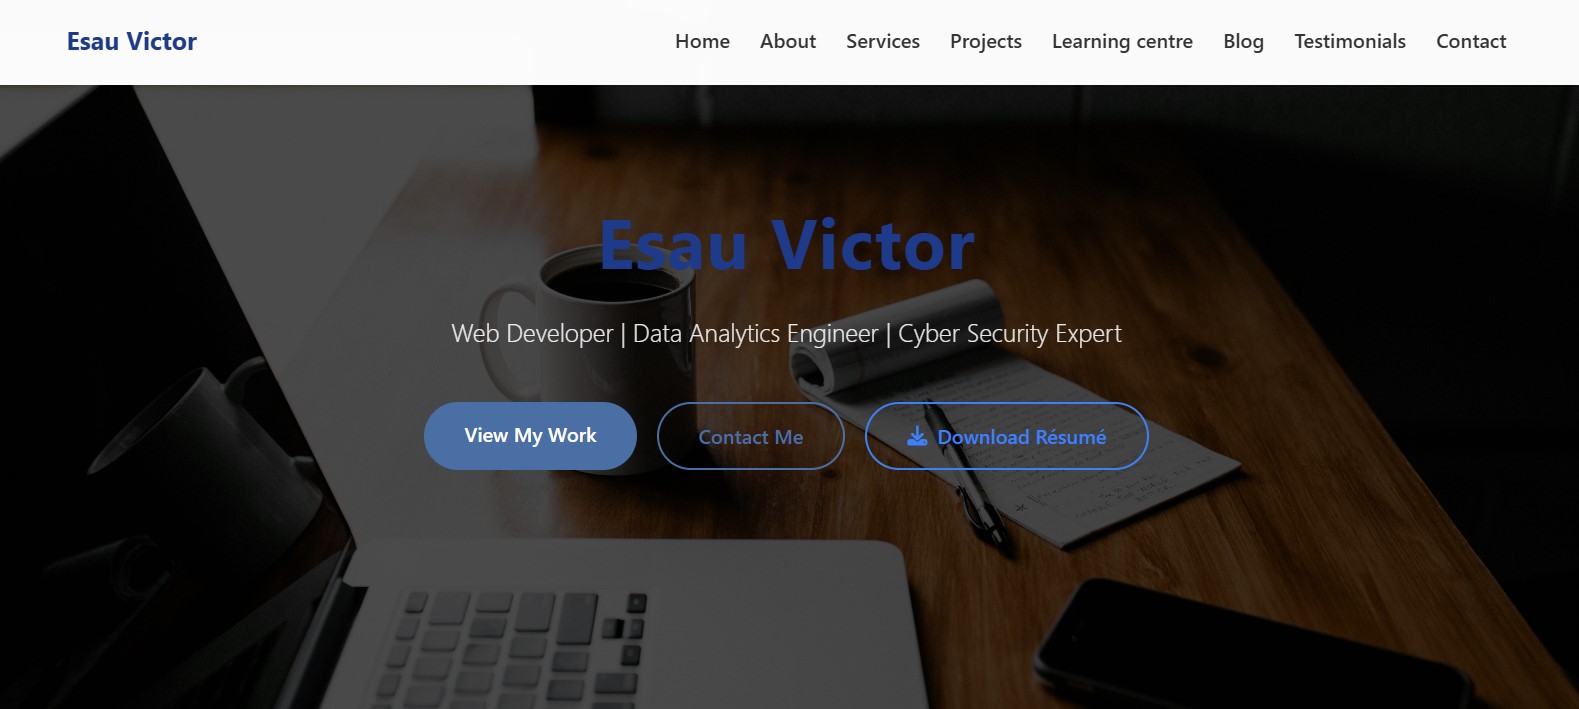 Esau Victor
Home About Services Projects Learning centre Blog Testimonials Contact
Esau Victor
Web Developer | Data Analytics Engineer | Cyber Security Expert
View My Work
Contact Me
Download Résumé